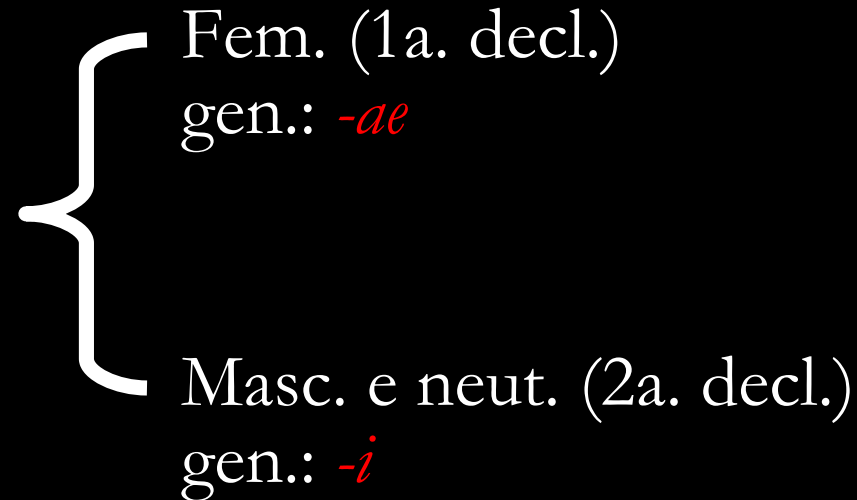 Fem. (1a. decl.)
gen.: -ae
Masc. e neut. (2a. decl.)
gen.: -i